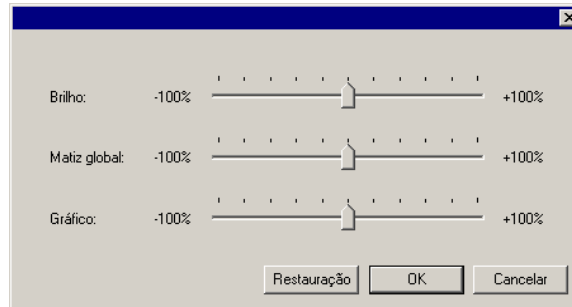 Brilho: -100% +100%
Matiz global: -100% +100%
Gráfico: -100% +100%
Restauração OK Cancelar